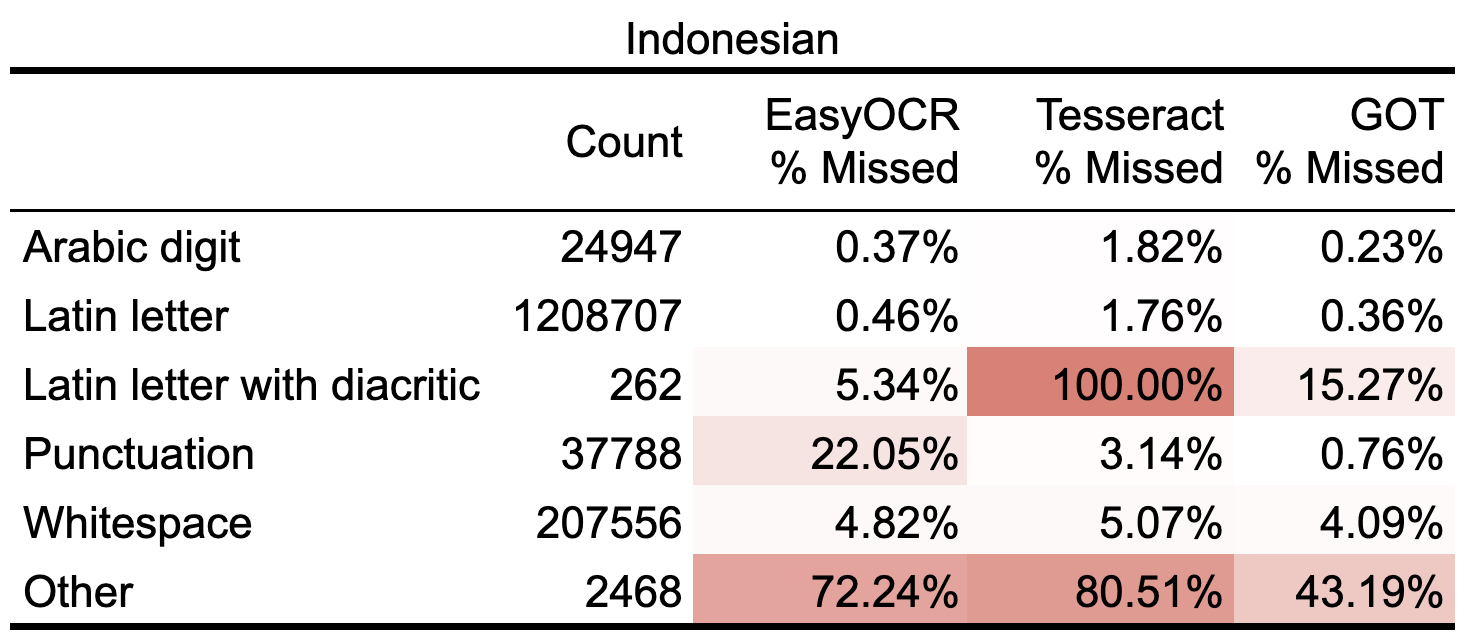 Indonesian
Count EasyOCR % Missed Tesseract % Missed GOT % Missed
Arabic digit 24947 0.37% 1.82% 0.23%
Latin letter 1208707 0.46% 1.76% 0.36%
Latin letter with diacritic 262 5.34% 100.00% 15.27%
Punctuation 37788 22.05% 3.14% 0.76%
Whitespace 207556 4.82% 5.07% 4.09%
Other 2468 72.24% 80.51% 43.19%